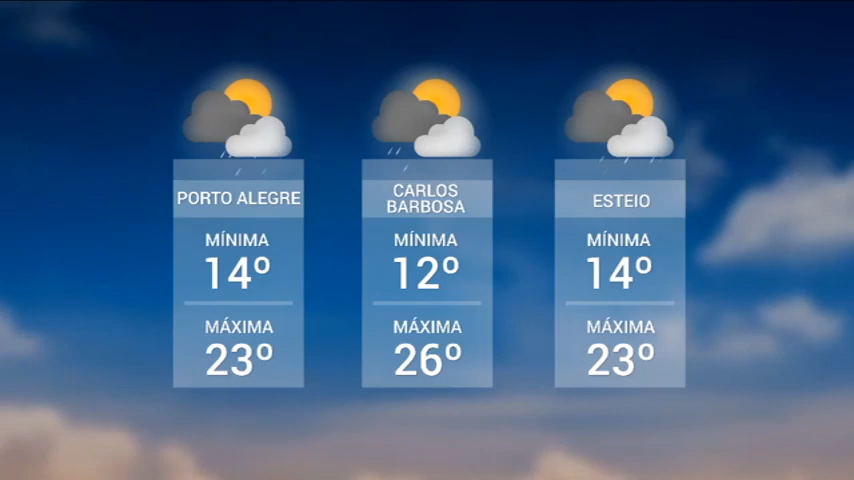 PORTO ALEGRE
MÍNIMA
14º
MÁXIMA
23º
CARLOS
BARBOSA
MÍNIMA
12º
MÁXIMA
26º
ESTEIO
MÍNIMA
14º
MÁXIMA
23º